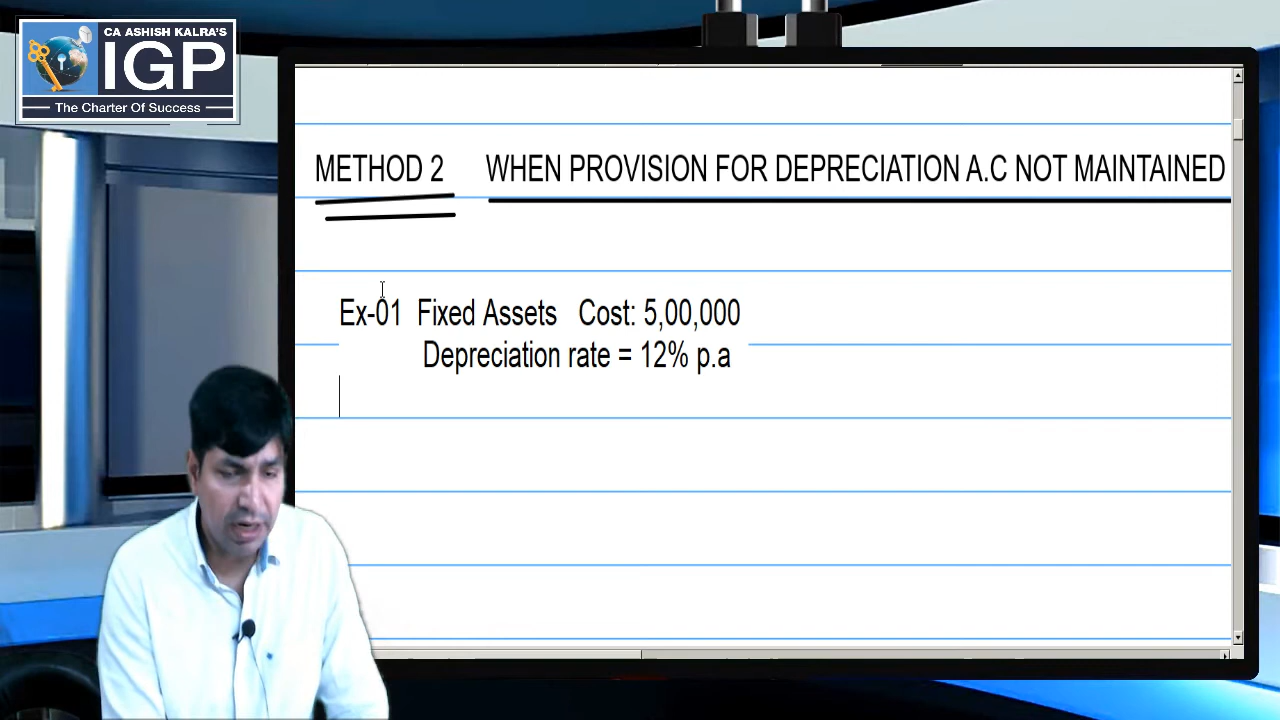 CA ASHISH KALRA'S
IGP
The Charter Of Success
METHOD 2 WHEN PROVISION FOR DEPRECIATION A.C NOT MAINTAINED
Ex-01 Fixed Assets Cost: 5,00,000
Depreciation rate = 12% p.a